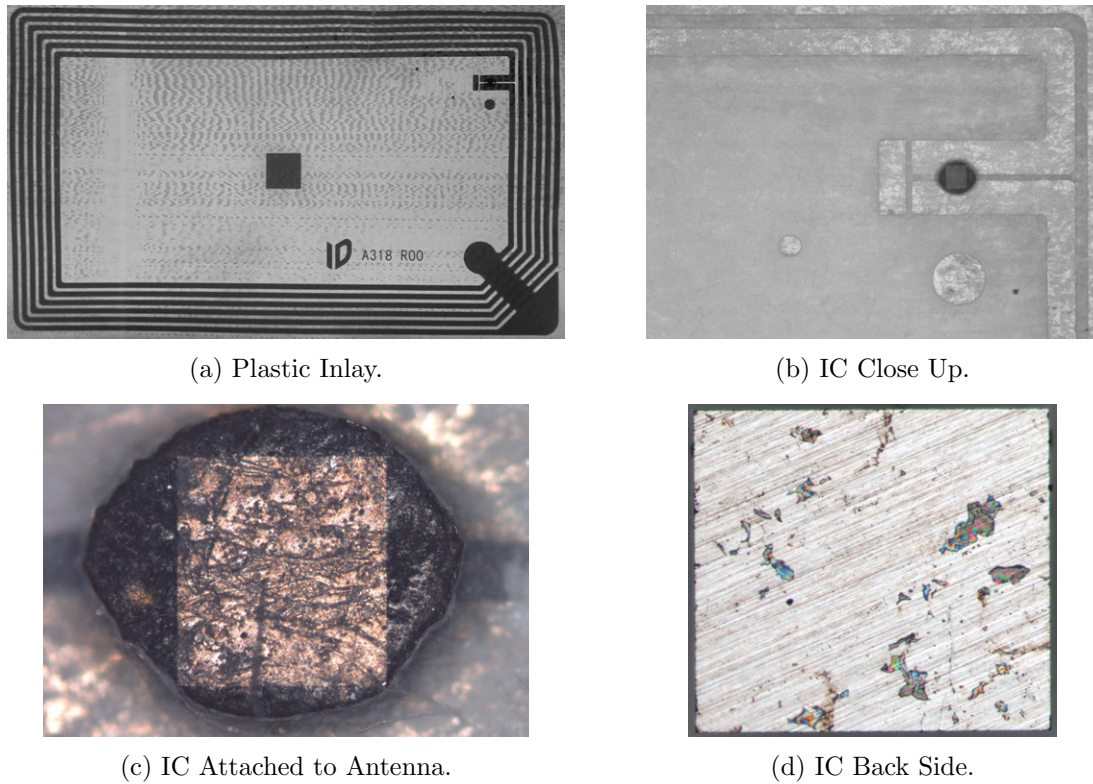 ID A318 R00
(a) Plastic Inlay.
(b) IC Close Up.
(c) IC Attached to Antenna.
(d) IC Back Side.